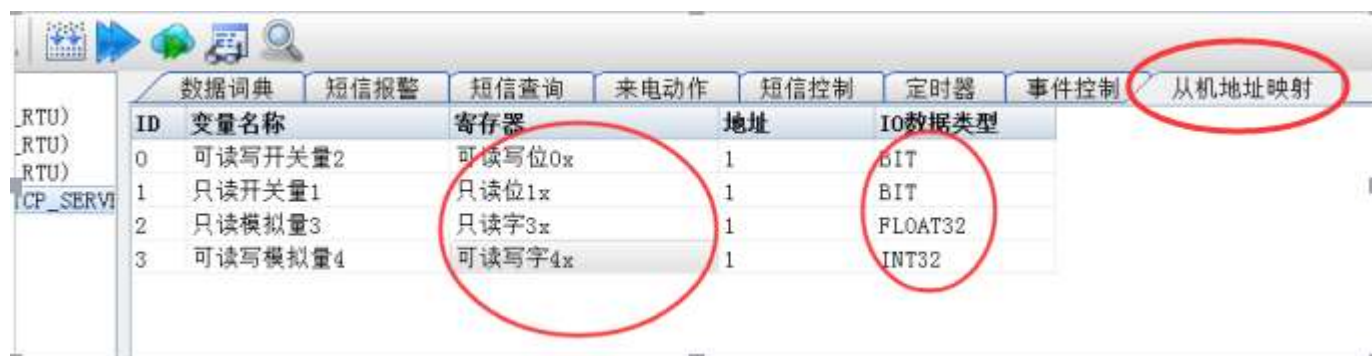 数据词典 短信报警 短信查询 来电动作 短信控制 定时器 事件控制 从机地址映射
_RTU)
_RTU)
_RTU)
TCP_SERVE
ID 变量名称 寄存器 地址 IO数据类型
0 可读写开关量2 可读写位0x 1 BIT
1 只读开关量1 只读位1x 1 BIT
2 只读模拟量3 只读字3x 1 FLOAT32
3 可读写模拟量4 可读写字4x 1 INT32